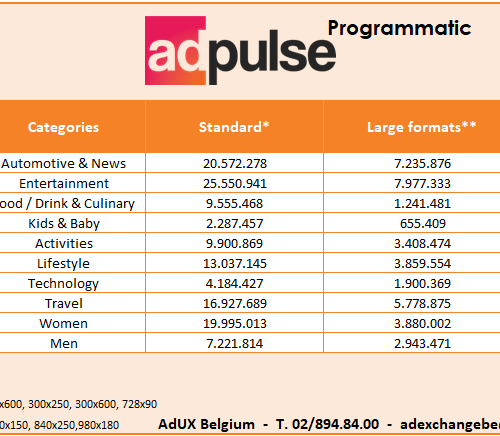 adpulse Programmatic
Categories Standard* Large formats**
Automotive & News 20.572.278 7.235.876
Entertainment 25.550.941 7.977.333
ood / Drink & Culinary 9.555.468 1.241.481
Kids & Baby 2.287.457 655.409
Activities 9.900.869 3.408.474
Lifestyle 13.037.145 3.859.554
Technology 4.184.427 1.900.369
Travel 16.927.689 5.778.875
Women 19.995.013 3.880.002
Men 7.221.814 2.943.471
x600, 300x250, 300x600, 728x90
0x150, 840x250,980x180 AdUX Belgium - T. 02/894.84.00 - adexchangebe